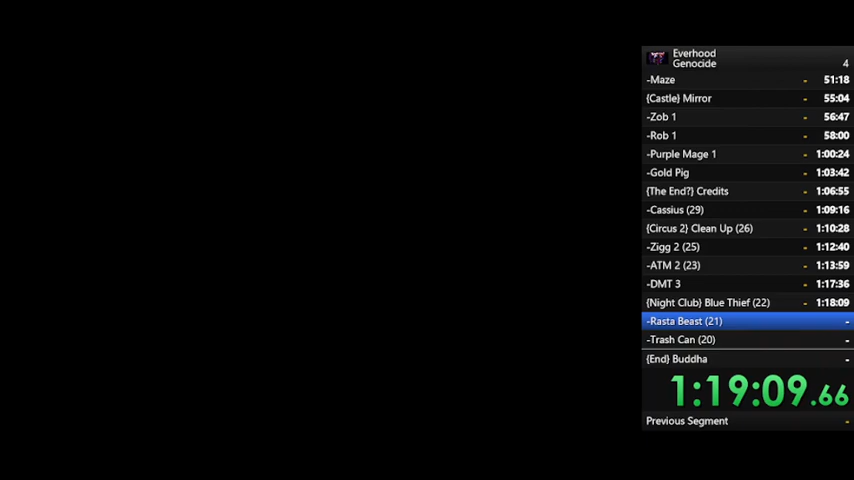 Everhood
Genocide 4
-Maze - 51:18
{Castle} Mirror - 55:04
-Zob 1 - 56:47
-Rob 1 - 58:00
-Purple Mage 1 - 1:00:24
-Gold Pig - 1:03:42
{The End?} Credits - 1:06:55
-Cassius (29) - 1:09:16
{Circus 2} Clean Up (26) - 1:10:28
-Zigg 2 (25) - 1:12:40
-ATM 2 (23) - 1:13:59
-DMT 3 - 1:17:36
{Night Club} Blue Thief (22) - 1:18:09
-Rasta Beast (21) -
-Trash Can (20) -
{End} Buddha -
1:19:09.66
Previous Segment -